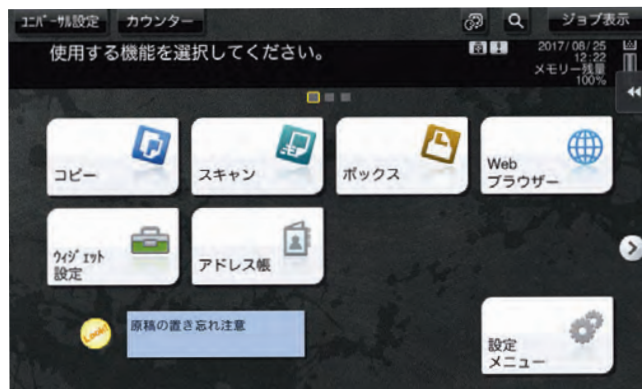 ﾕﾆﾊﾞｰｻﾙ設定
カウンター
ジョブ表示
使用する機能を選択してください。
2017/08/25
12:22
メモリー残量
100%
コピー
スキャン
ボックス
Web
ブラウザー
ｳｨｼﾞｪｯﾄ
設定
アドレス帳
Look!
原稿の置き忘れ注意
設定
メニュー